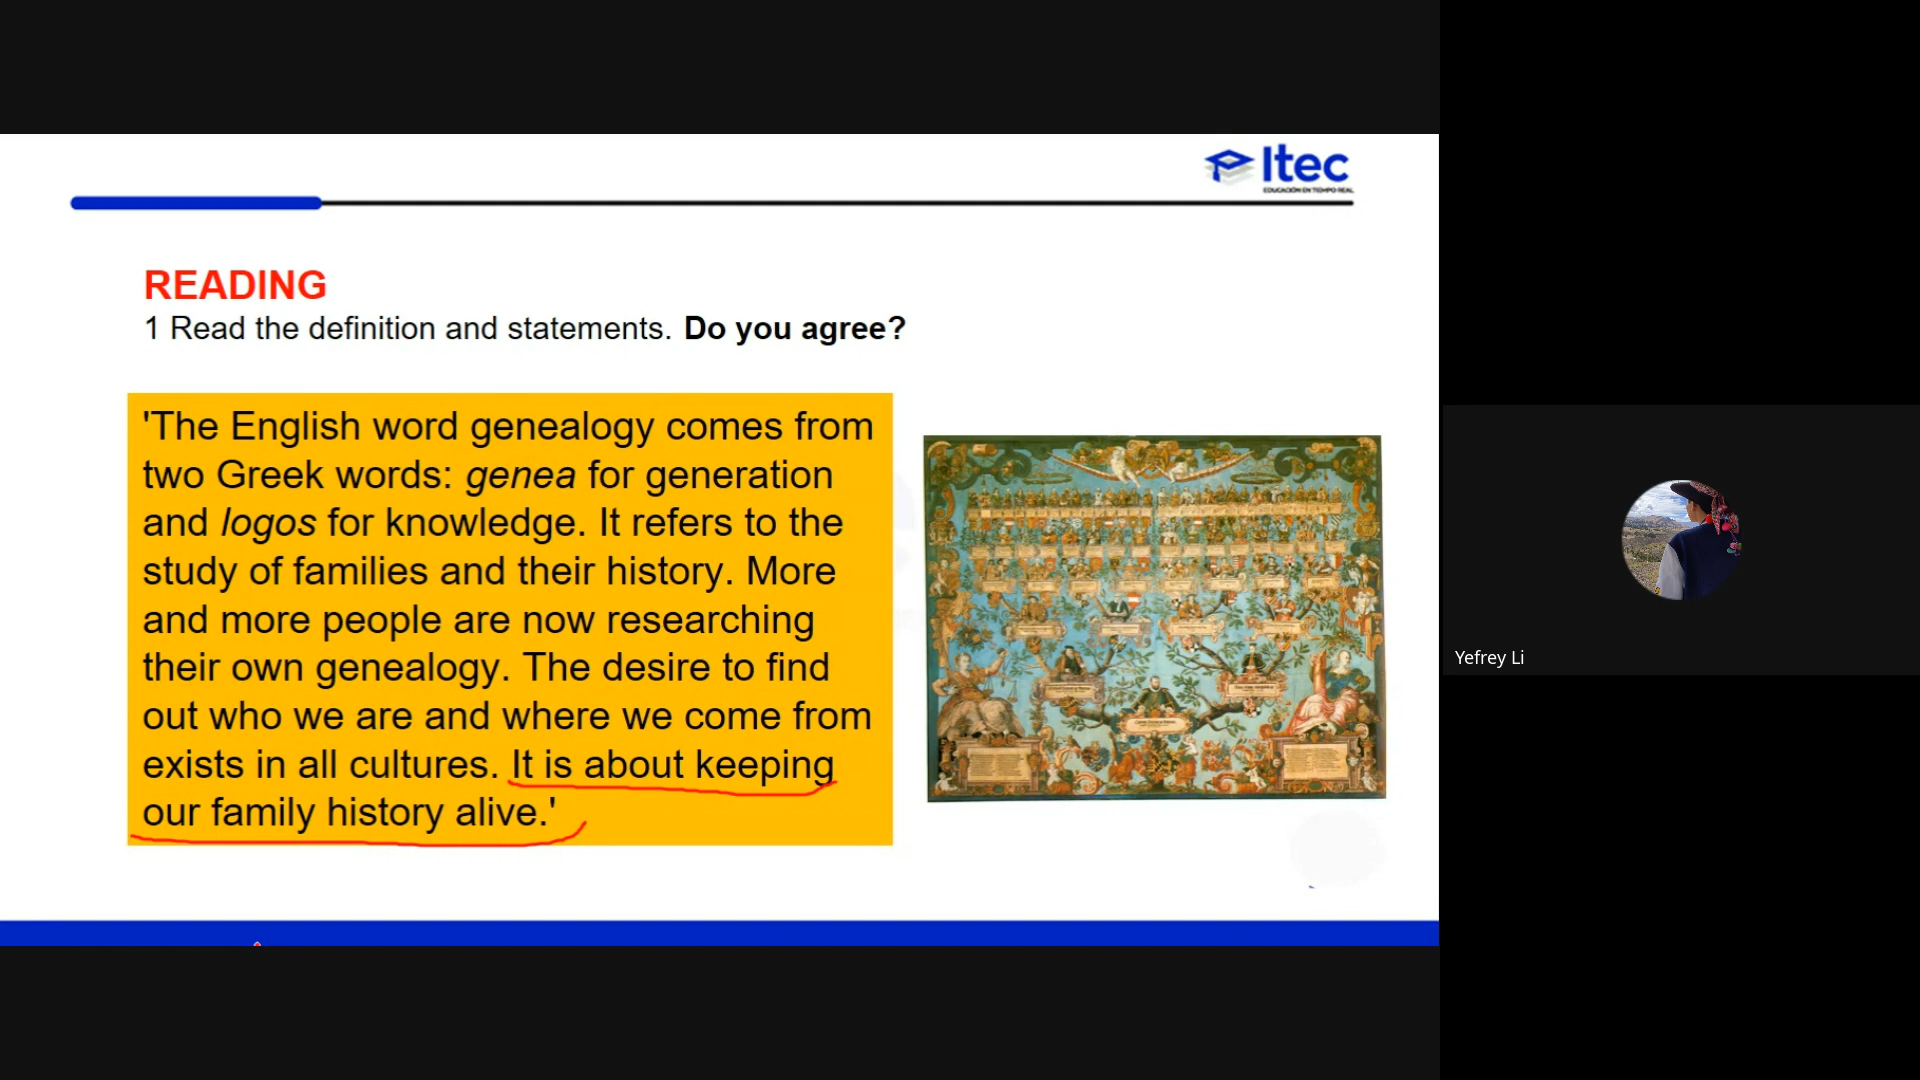 Itec
EDUCACIÓN EN TIEMPO REAL
READING
1 Read the definition and statements. Do you agree?
'The English word genealogy comes from
two Greek words: genea for generation
and logos for knowledge. It refers to the
study of families and their history. More
and more people are now researching
their own genealogy. The desire to find
out who we are and where we come from
exists in all cultures. It is about keeping
our family history alive.'
Yefrey Li